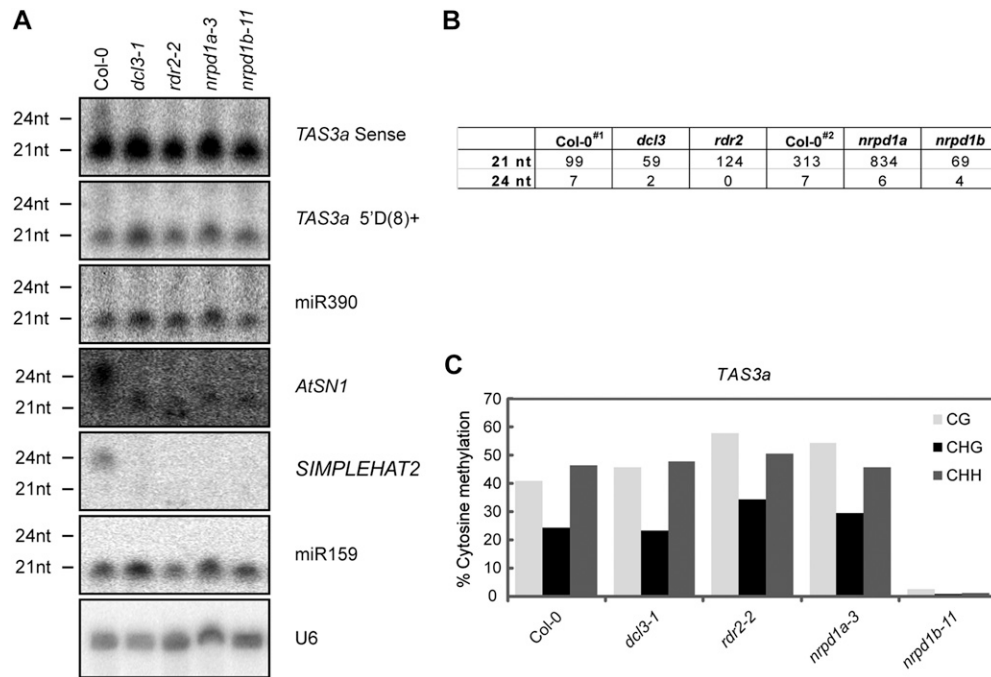 A
Col-0
dcl3-1
rdr2-2
nrpd1a-3
nrpd1b-11
24nt
21nt
TAS3a Sense
24nt
21nt
TAS3a 5'D(8)+
24nt
21nt
miR390
24nt
21nt
AtSN1
24nt
21nt
SIMPLEHAT2
24nt
21nt
miR159
U6
B
Col-0#1 dcl3 rdr2 Col-0#2 nrpd1a nrpd1b
21 nt 99 59 124 313 834 69
24 nt 7 2 0 7 6 4
C
TAS3a
% Cytosine methylation
70
60
50
40
30
20
10
0
CG
CHG
CHH
Col-0
dcl3-1
rdr2-2
nrpd1a-3
nrpd1b-11